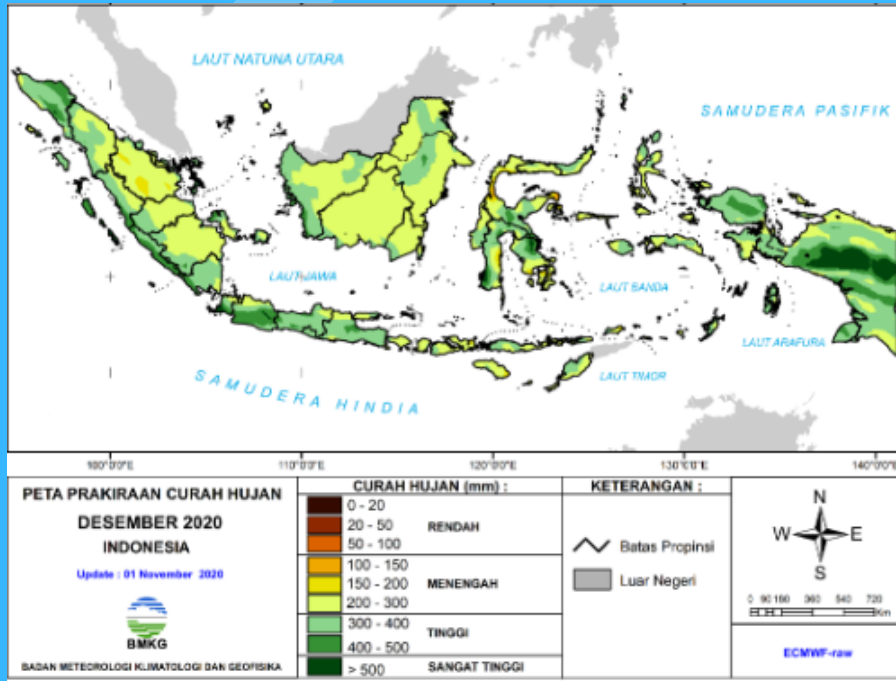 LAUT NATUNA UTARA
SAMUDERA PASIFIK
LAUT JAWA
LAUT BANDA
LAUT ARAFURA
LAUT TIMOR
SAMUDERA HINDIA
100°0'0"E 110°0'0"E 120°0'0"E 130°0'0"E 140°0'0"E
PETA PRAKIRAAN CURAH HUJAN
DESEMBER 2020
INDONESIA
Update : 01 November 2020
BMKG
BADAN METEOROLOGI KLIMATOLOGI DAN GEOFISIKA
CURAH HUJAN (mm) :
0 - 20
20 - 50 RENDAH
50 - 100
100 - 150
150 - 200 MENENGAH
200 - 300
300 - 400 TINGGI
400 - 500
> 500 SANGAT TINGGI
KETERANGAN :
Batas Propinsi
Luar Negeri
N
W E
S
0 90 180 360 540 720
Km
ECMWF-raw